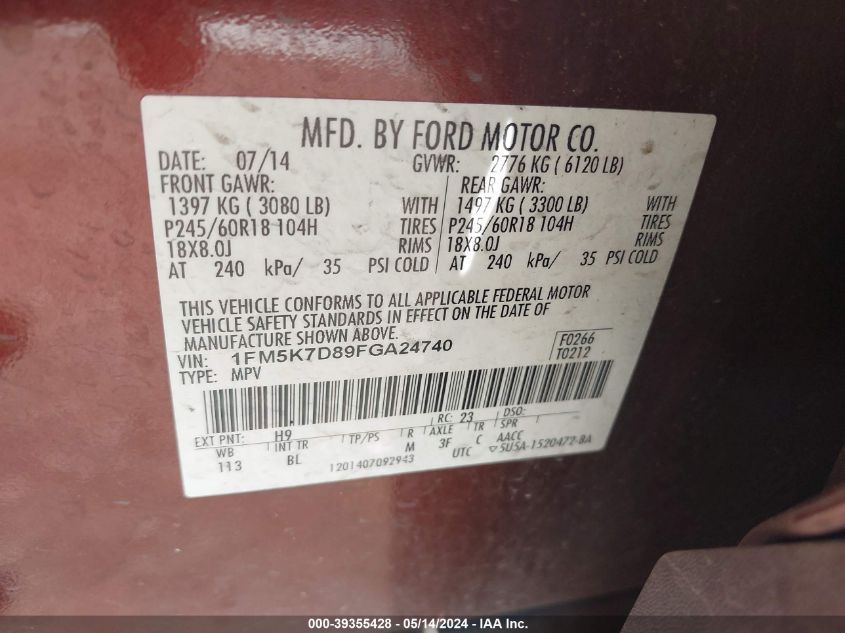 MFD. BY FORD MOTOR CO.
DATE: 07/14 GVWR: 2776 KG ( 6120 LB)
FRONT GAWR: REAR GAWR:
1397 KG ( 3080 LB) WITH 1497 KG ( 3300 LB) WITH
P245/60R18 104H TIRES P245/60R18 104H TIRES
18X8.0J RIMS 18X8.0J RIMS
AT 240 kPa/ 35 PSI COLD AT 240 kPa/ 35 PSI COLD
THIS VEHICLE CONFORMS TO ALL APPLICABLE FEDERAL MOTOR
VEHICLE SAFETY STANDARDS IN EFFECT ON THE DATE OF
MANUFACTURE SHOWN ABOVE.
VIN: 1FM5K7D89FGA24740 F0266
TYPE: MPV T0212
EXT PNT: H9 RC: 23 DSO:
WB INT TR TP/PS R AXLE TR SPR
113 BL M 3F C AACC
1201407092943 UTC ▽5U5A-1520472-BA
000-39355428 - 05/14/2024 - IAA Inc.